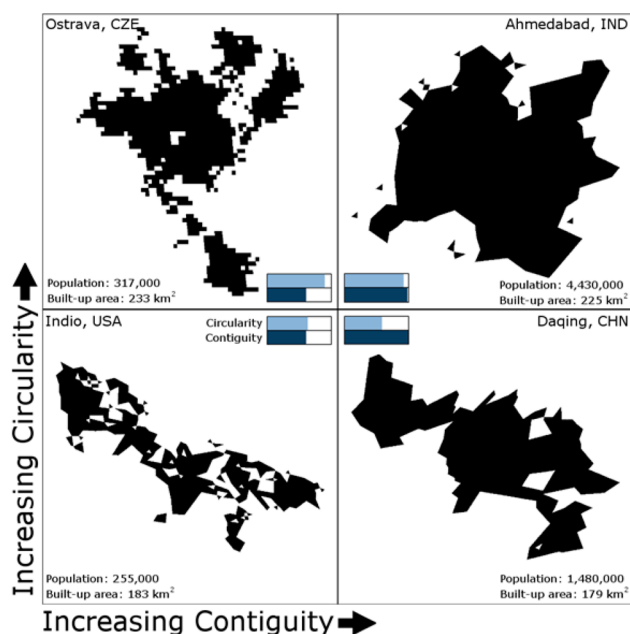 Ostrava, CZE
Ahmedabad, IND
Population: 317,000
Built-up area: 233 km²
Population: 4,430,000
Built-up area: 225 km²
Indio, USA
Circularity
Contiguity
Daqing, CHN
Population: 255,000
Built-up area: 183 km²
Population: 1,480,000
Built-up area: 179 km²
Increasing Circularity
Increasing Contiguity